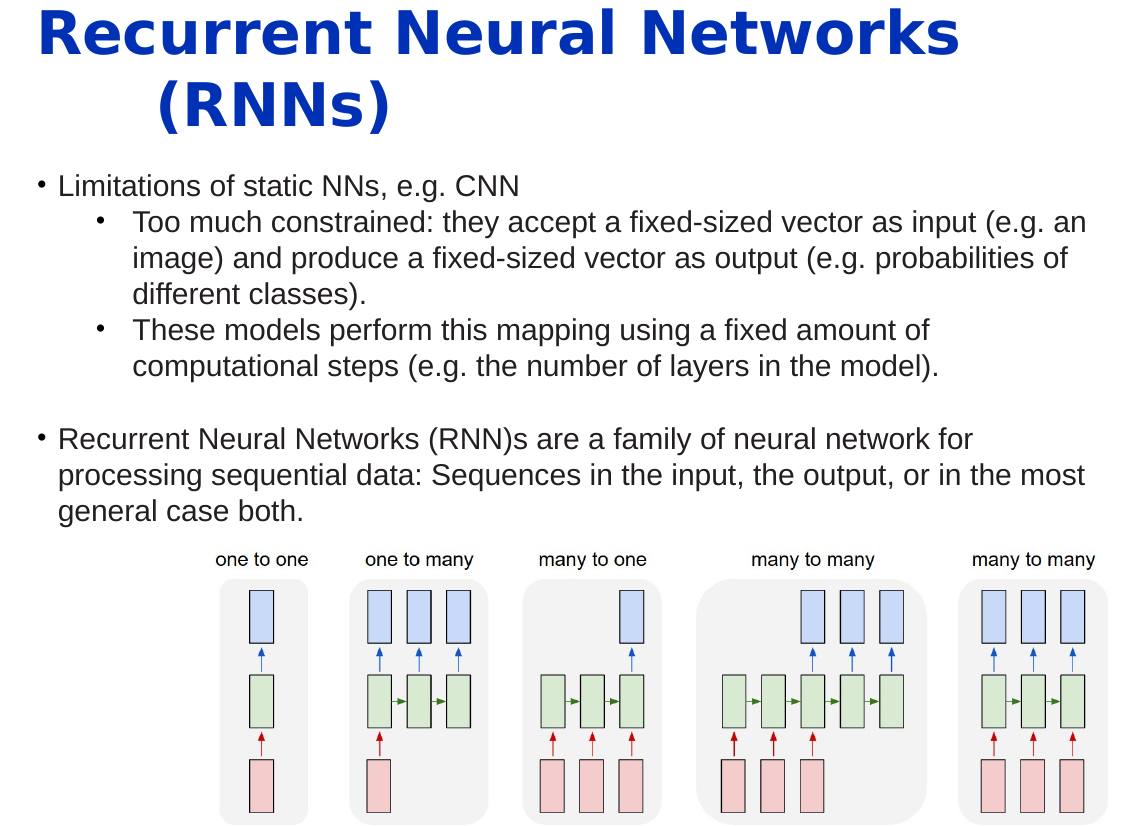 Recurrent Neural Networks
(RNNs)
• Limitations of static NNs, e.g. CNN
• Too much constrained: they accept a fixed-sized vector as input (e.g. an
image) and produce a fixed-sized vector as output (e.g. probabilities of
different classes).
• These models perform this mapping using a fixed amount of
computational steps (e.g. the number of layers in the model).
• Recurrent Neural Networks (RNN)s are a family of neural network for
processing sequential data: Sequences in the input, the output, or in the most
general case both.
one to one one to many many to one many to many many to many